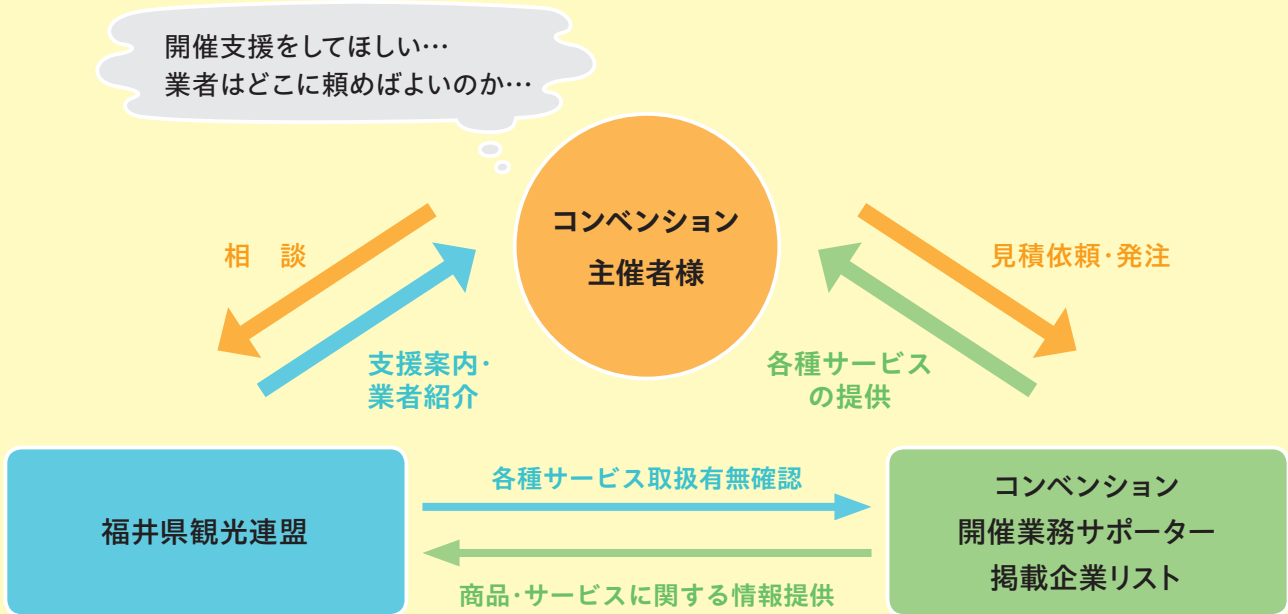 開催支援をしてほしい…
業者はどこに頼めばよいのか…
コンベンション
主催者様
相　談
見積依頼・発注
支援案内・
業者紹介
各種サービス
の提供
福井県観光連盟
各種サービス取扱有無確認
商品・サービスに関する情報提供
コンベンション
開催業務サポーター
掲載企業リスト